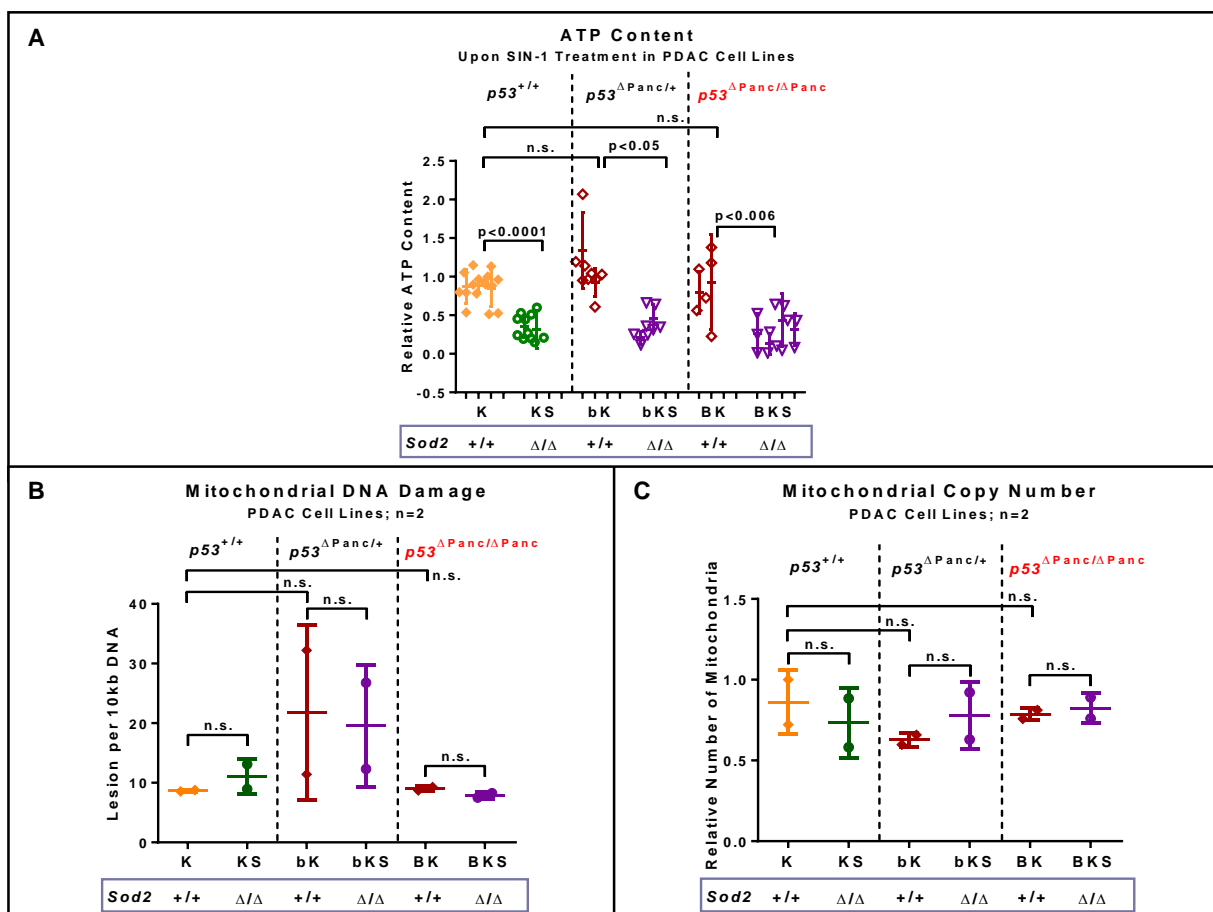 A
ATP Content
Upon SIN-1 Treatment in PDAC Cell Lines
p53+/+ p53ΔPanc/+ p53ΔPanc/ΔPanc
n.s.
n.s. p<0.05
p<0.0001 p<0.006
Relative ATP Content
2.5
2.0
1.5
1.0
0.5
0.0
-0.5
K KS bK bKS BK BKS
Sod2 +/+ Δ/Δ +/+ Δ/Δ +/+ Δ/Δ
B
Mitochondrial DNA Damage
PDAC Cell Lines; n=2
p53+/+ p53ΔPanc/+ p53ΔPanc/ΔPanc
n.s. n.s.
n.s.
n.s. n.s.
Lesion per 10kb DNA
40
30
20
10
0
K KS bK bKS BK BKS
Sod2 +/+ Δ/Δ +/+ Δ/Δ +/+ Δ/Δ
C
Mitochondrial Copy Number
PDAC Cell Lines; n=2
p53+/+ p53ΔPanc/+ p53ΔPanc/ΔPanc
n.s.
n.s.
n.s. n.s. n.s.
Relative Number of Mitochondria
1.5
1.0
0.5
0.0
K KS bK bKS BK BKS
Sod2 +/+ Δ/Δ +/+ Δ/Δ +/+ Δ/Δ